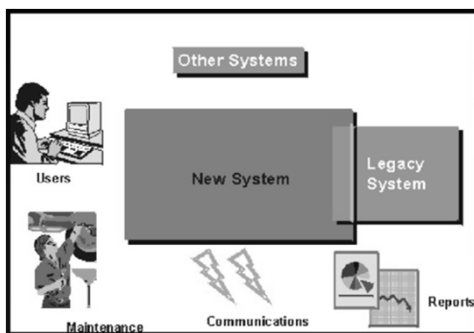 Other Systems
New System
Legacy
System
Users
Maintenance
Communications
Reports